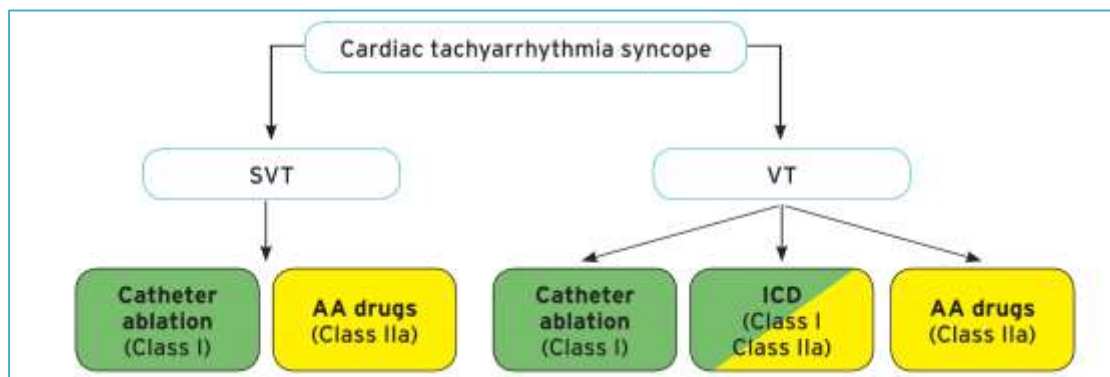 Cardiac tachyarrhythmia syncope
SVT
VT
Catheter
ablation
(Class I)
AA drugs
(Class IIa)
Catheter
ablation
(Class I)
ICD
(Class I
Class IIa)
AA drugs
(Class IIa)